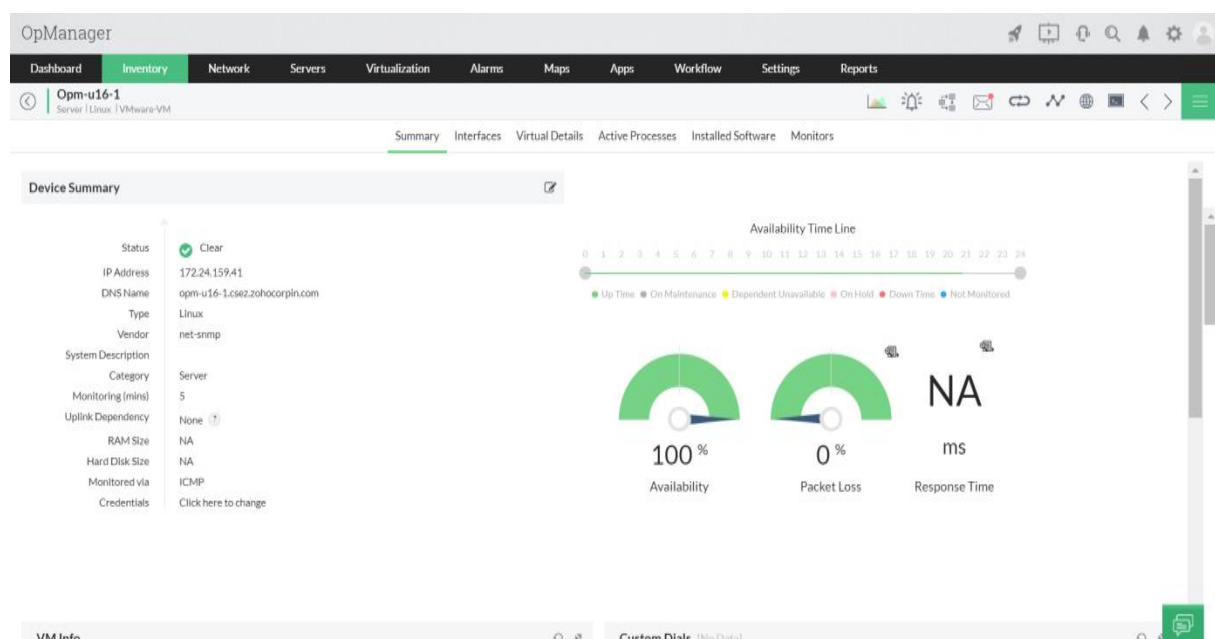 OpManager
Dashboard Inventory Network Servers Virtualization Alarms Maps Apps Workflow Settings Reports
Opm-u16-1
Server | Linux | VMware-VM
Summary Interfaces Virtual Details Active Processes Installed Software Monitors
Device Summary
Status Clear
IP Address 172.24.159.41
DNS Name opm-u16-1.csez.zohocorpin.com
Type Linux
Vendor net-snmp
System Description
Category Server
Monitoring (mins) 5
Uplink Dependency None ?
RAM Size NA
Hard Disk Size NA
Monitored via ICMP
Credentials Click here to change
Availability Time Line
0 1 2 3 4 5 6 7 8 9 10 11 12 13 14 15 16 17 18 19 20 21 22 23 24
Up Time On Maintenance Dependent Unavailable On Hold Down Time Not Monitored
100 %
Availability
0 %
Packet Loss
NA
ms
Response Time
VM Info
Custom Dials [No Data]